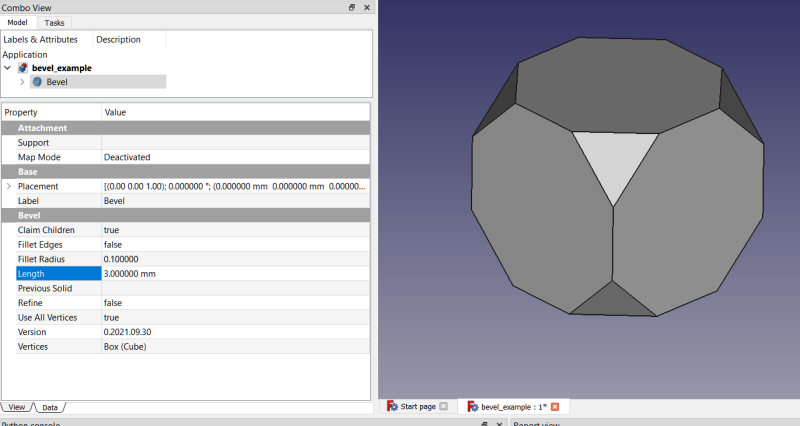 Combo View
Model Tasks
Labels & Attributes Description
Application
bevel_example
Bevel
Property Value
Attachment
Support
Map Mode Deactivated
Base
Placement [(0.00 0.00 1.00); 0.000000 °; (0.000000 mm 0.000000 mm 0.00000...
Label Bevel
Bevel
Claim Children true
Fillet Edges false
Fillet Radius 0.100000
Length 3.000000 mm
Previous Solid
Refine false
Use All Vertices true
Version 0.2021.09.30
Vertices Box (Cube)
View Data
Start page bevel_example : 1*
Python console Report view